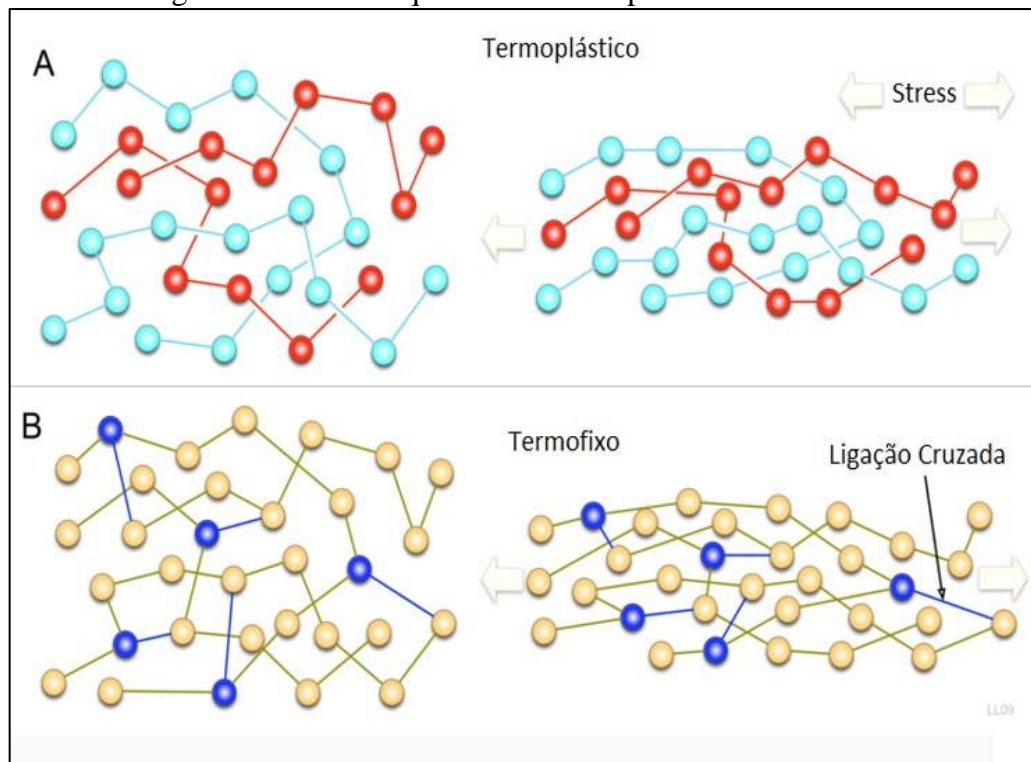 A
Termoplástico
Stress
B
Termofixo
Ligação Cruzada
LL09